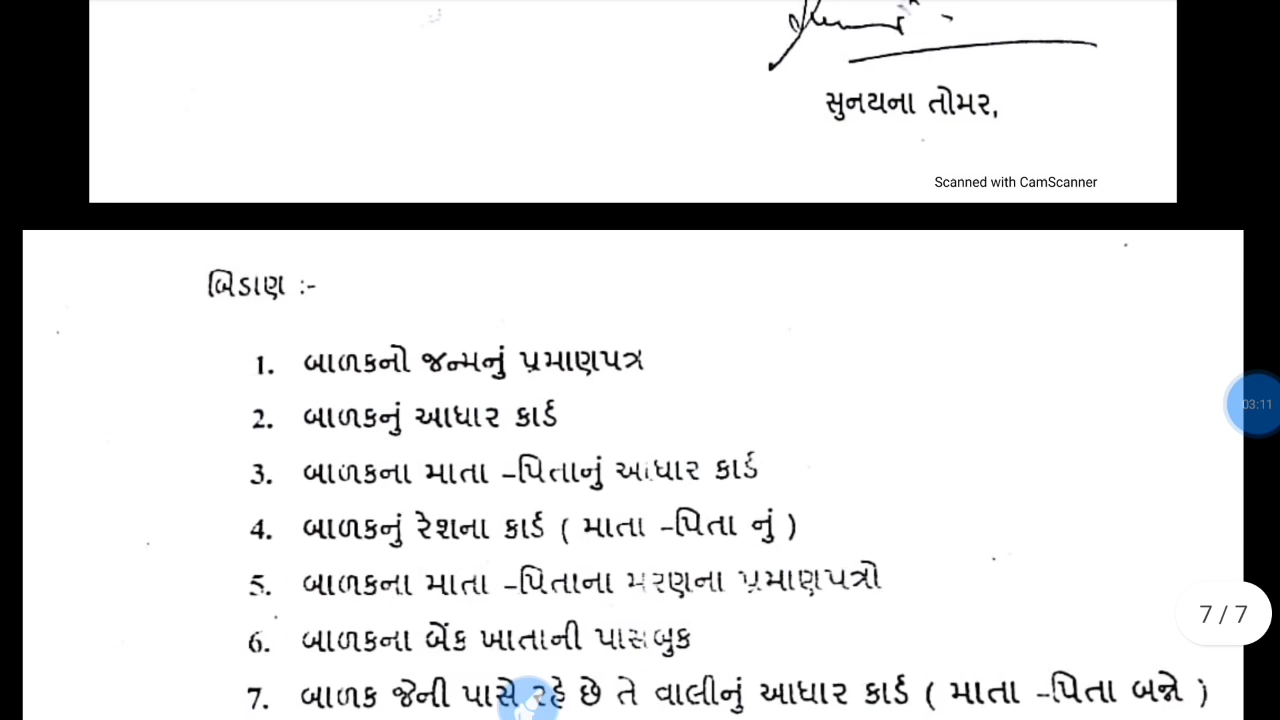 સુનયના તોમર,
Scanned with CamScanner
બિડાણ :-
1. બાળકનો જન્મનું પ્રમાણપત્ર
2. બાળકનું આધાર કાર્ડ
03:11
3. બાળકના માતા -પિતાનું આધાર કાર્ડ
4. બાળકનું રેશના કાર્ડ ( માતા -પિતા નું )
5. બાળકના માતા -પિતાના મરણના પ્રમાણપત્રો
7 / 7
6. બાળકના બેંક ખાતાની પાસબુક
7. બાળક જેની પાસે રહે છે તે વાલીનું આધાર કાર્ડ ( માતા -પિતા બન્ને )